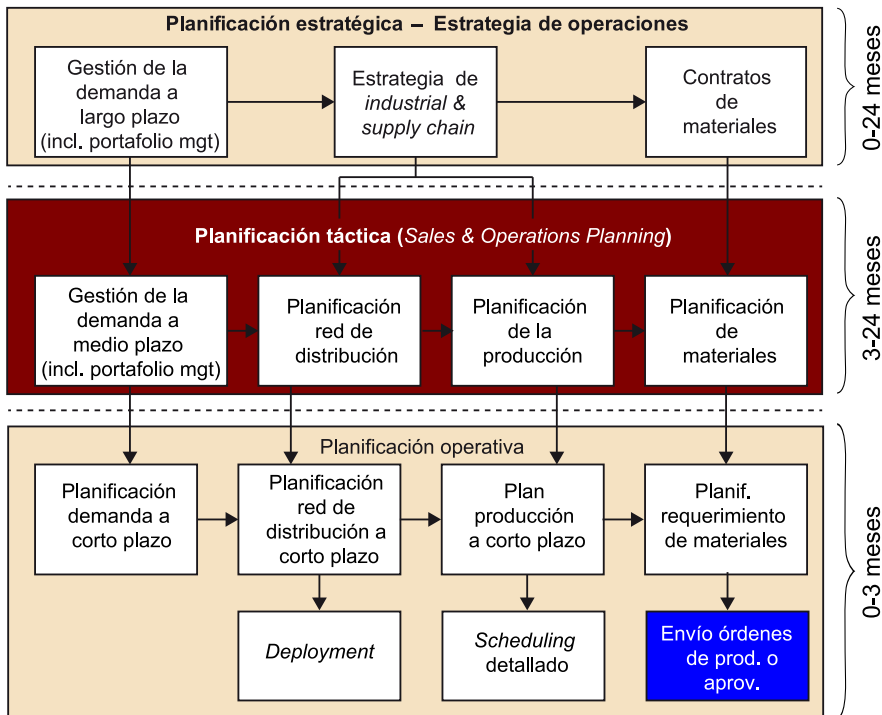 Planificación estratégica – Estrategia de operaciones
Gestión de la
demanda a
largo plazo
(incl. portafolio mgt)
Estrategia de
industrial &
supply chain
Contratos
de
materiales
0-24 meses
Planificación táctica (Sales & Operations Planning)
Gestión de la
demanda a
medio plazo
(incl. portafolio mgt)
Planificación
red de
distribución
Planificación
de la
producción
Planificación
de
materiales
3-24 meses
Planificación operativa
Planificación
demanda a
corto plazo
Planificación
red de
distribución a
corto plazo
Plan
producción
a corto plazo
Planif.
requerimiento
de materiales
0-3 meses
Deployment
Scheduling
detallado
Envío órdenes
de prod. o
aprov.